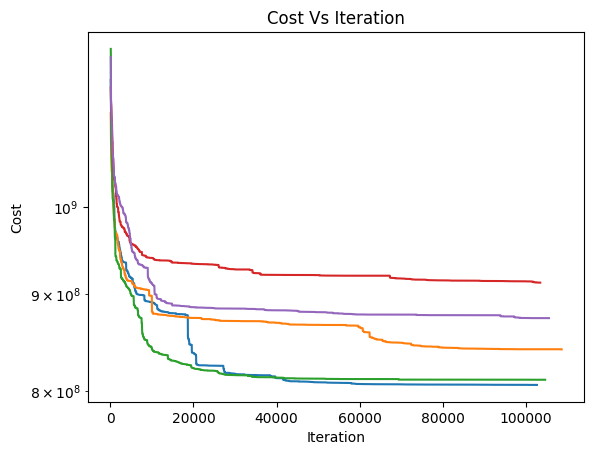 Cost Vs Iteration
Cost
10⁹
9 × 10⁸
8 × 10⁸
0 20000 40000 60000 80000 100000
Iteration